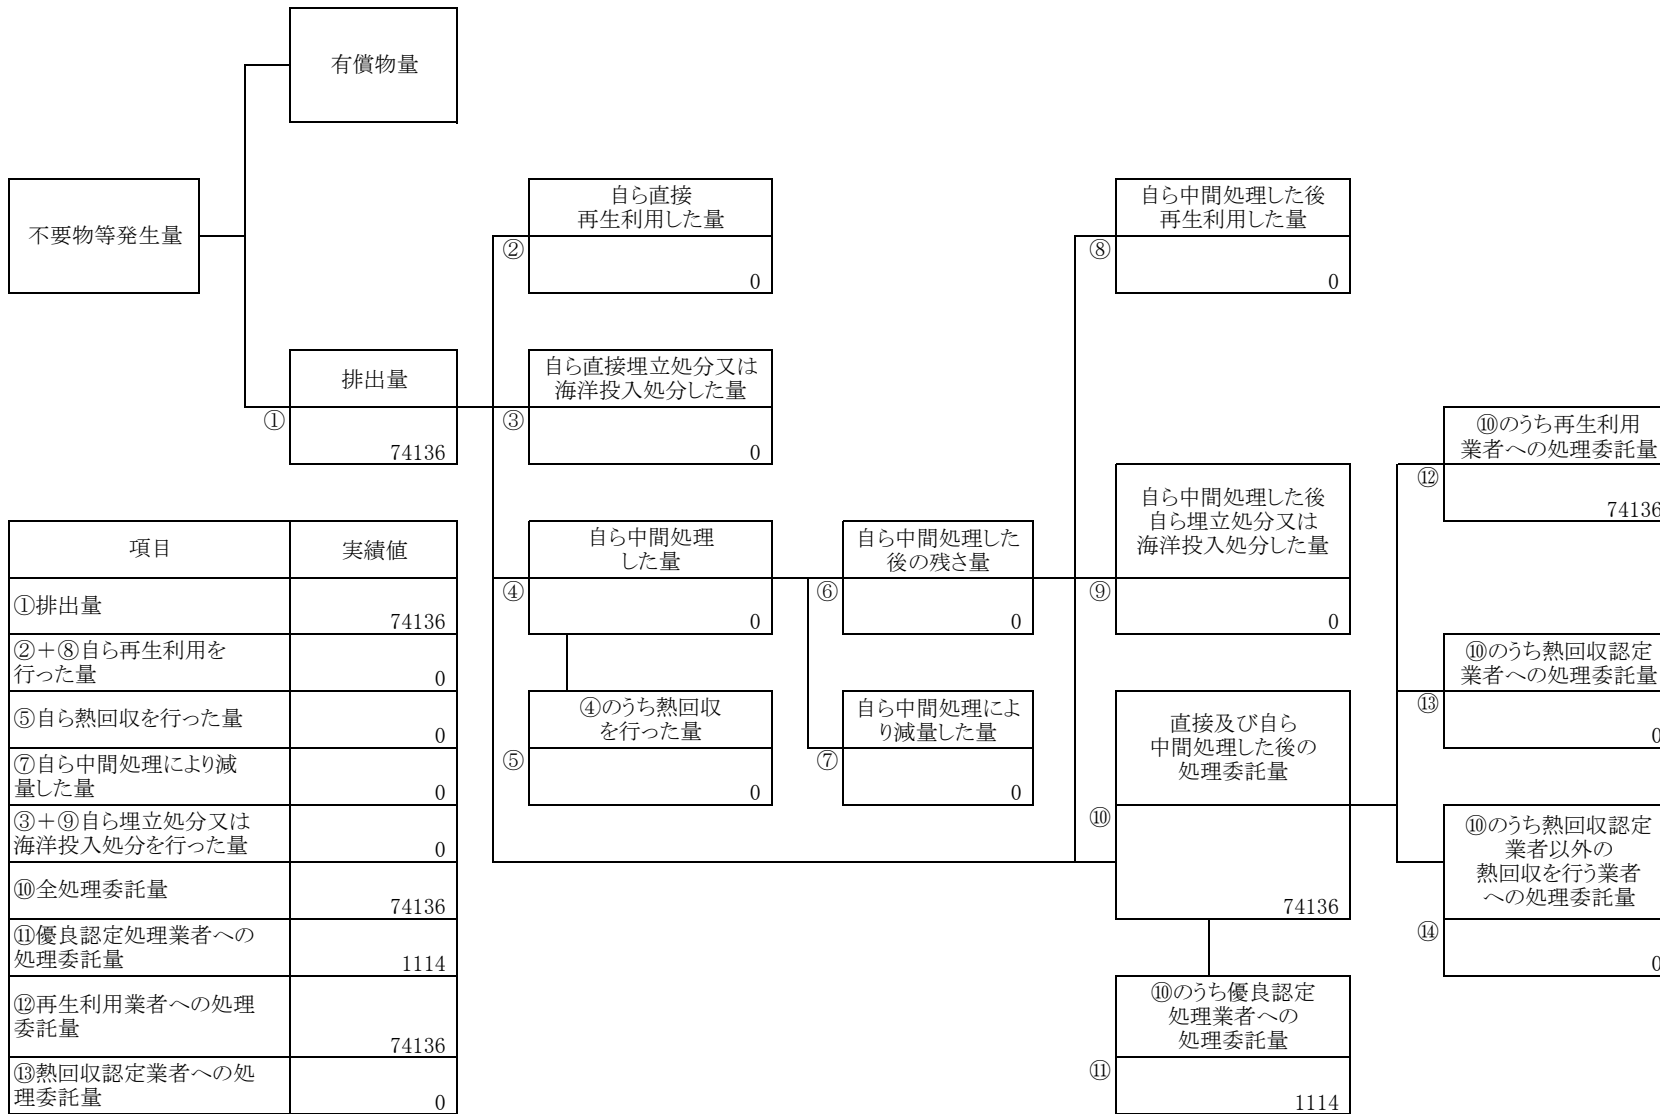 有償物量
不要物等発生量
自ら直接
再生利用した量
②
0
自ら中間処理した後
再生利用した量
⑧
0
排出量
①
74136
自ら直接埋立処分又は
海洋投入処分した量
③
0
⑩のうち再生利用
業者への処理委託量
⑫
74136
自ら中間処理
した量
④
0
自ら中間処理した
後の残さ量
⑥
0
自ら中間処理した後
自ら埋立処分又は
海洋投入処分した量
⑨
0
⑩のうち熱回収認定
業者への処理委託量
⑬
0
④のうち熱回収
を行った量
⑤
0
自ら中間処理によ
り減量した量
⑦
0
直接及び自ら
中間処理した後の
処理委託量
⑩
74136
⑩のうち熱回収認定
業者以外の
熱回収を行う業者
への処理委託量
⑭
0
⑩のうち優良認定
処理業者への
処理委託量
⑪
1114
項目 実績値
①排出量 74136
②+⑧自ら再生利用を
行った量 0
⑤自ら熱回収を行った量 0
⑦自ら中間処理により減
量した量 0
③+⑨自ら埋立処分又は
海洋投入処分を行った量 0
⑩全処理委託量 74136
⑪優良認定処理業者への
処理委託量 1114
⑫再生利用業者への処理
委託量 74136
⑬熱回収認定業者への処
理委託量 0